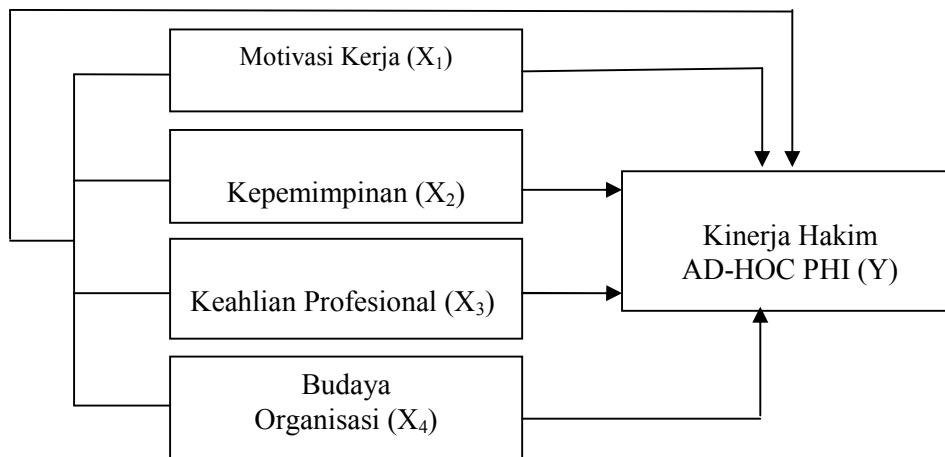 Motivasi Kerja (X₁)
Kepemimpinan (X₂)
Keahlian Profesional (X₃)
Budaya
Organisasi (X₄)
Kinerja Hakim
AD-HOC PHI (Y)